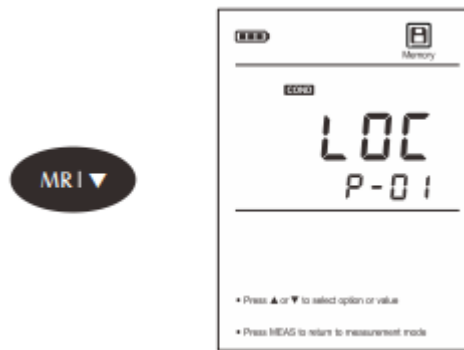 MR I ▼
Memory
COND
LOC
P-01
• Press ▲ or ▼ to select option or value
• Press MEAS to return to measurement mode